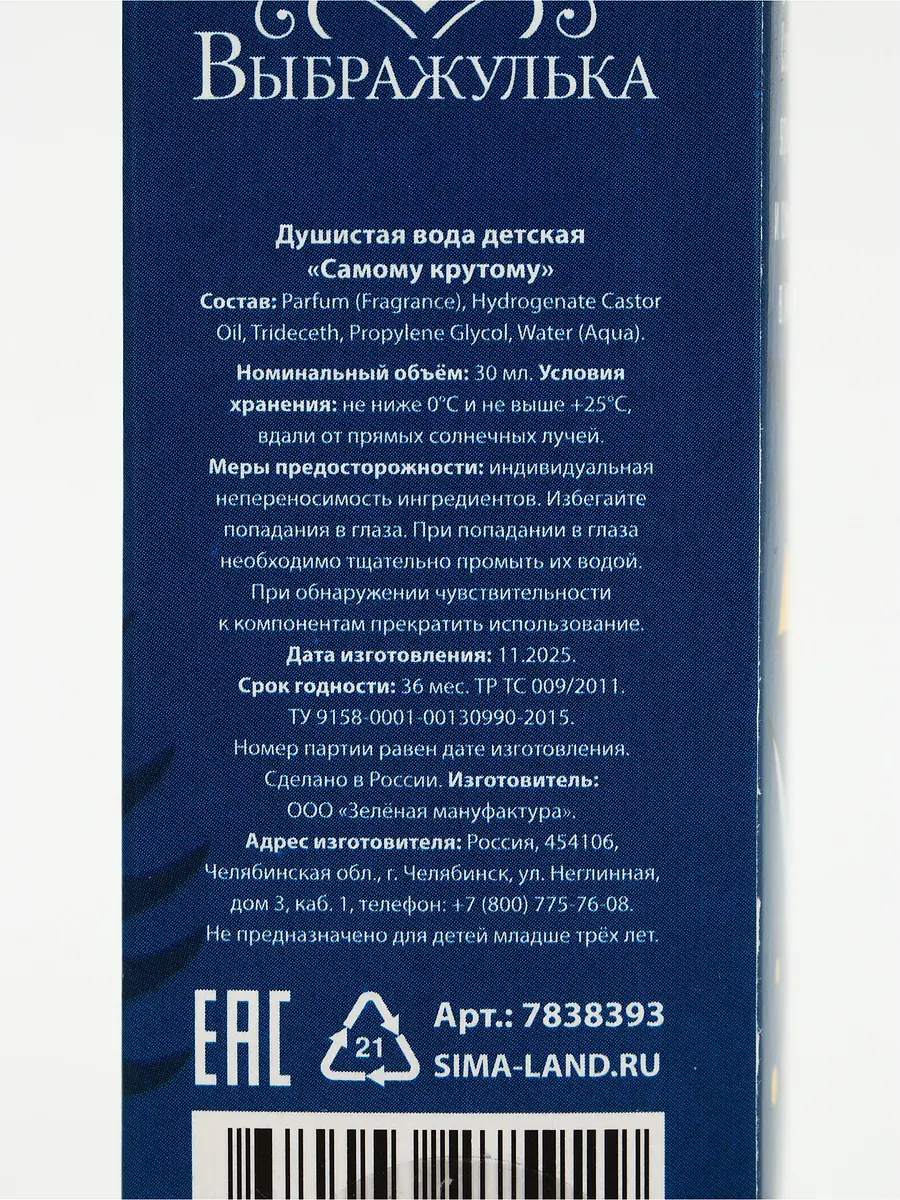 Выбражулька
Душистая вода детская
«Самому крутому»
Состав: Parfum (Fragrance), Hydrogenate Castor
Oil, Trideceth, Propylene Glycol, Water (Aqua).
Номинальный объём: 30 мл. Условия
хранения: не ниже 0°С и не выше +25°С,
вдали от прямых солнечных лучей.
Меры предосторожности: индивидуальная
непереносимость ингредиентов. Избегайте
попадания в глаза. При попадании в глаза
необходимо тщательно промыть их водой.
При обнаружении чувствительности
к компонентам прекратить использование.
Дата изготовления: 11.2025.
Срок годности: 36 мес. ТР ТС 009/2011.
ТУ 9158-0001-00130990-2015.
Номер партии равен дате изготовления.
Сделано в России. Изготовитель:
ООО «Зелёная мануфактура».
Адрес изготовителя: Россия, 454106,
Челябинская обл., г. Челябинск, ул. Неглинная,
дом 3, каб. 1, телефон: +7 (800) 775-76-08.
Не предназначено для детей младше трёх лет.
EAC
21
Арт.: 7838393
SIMA-LAND.RU